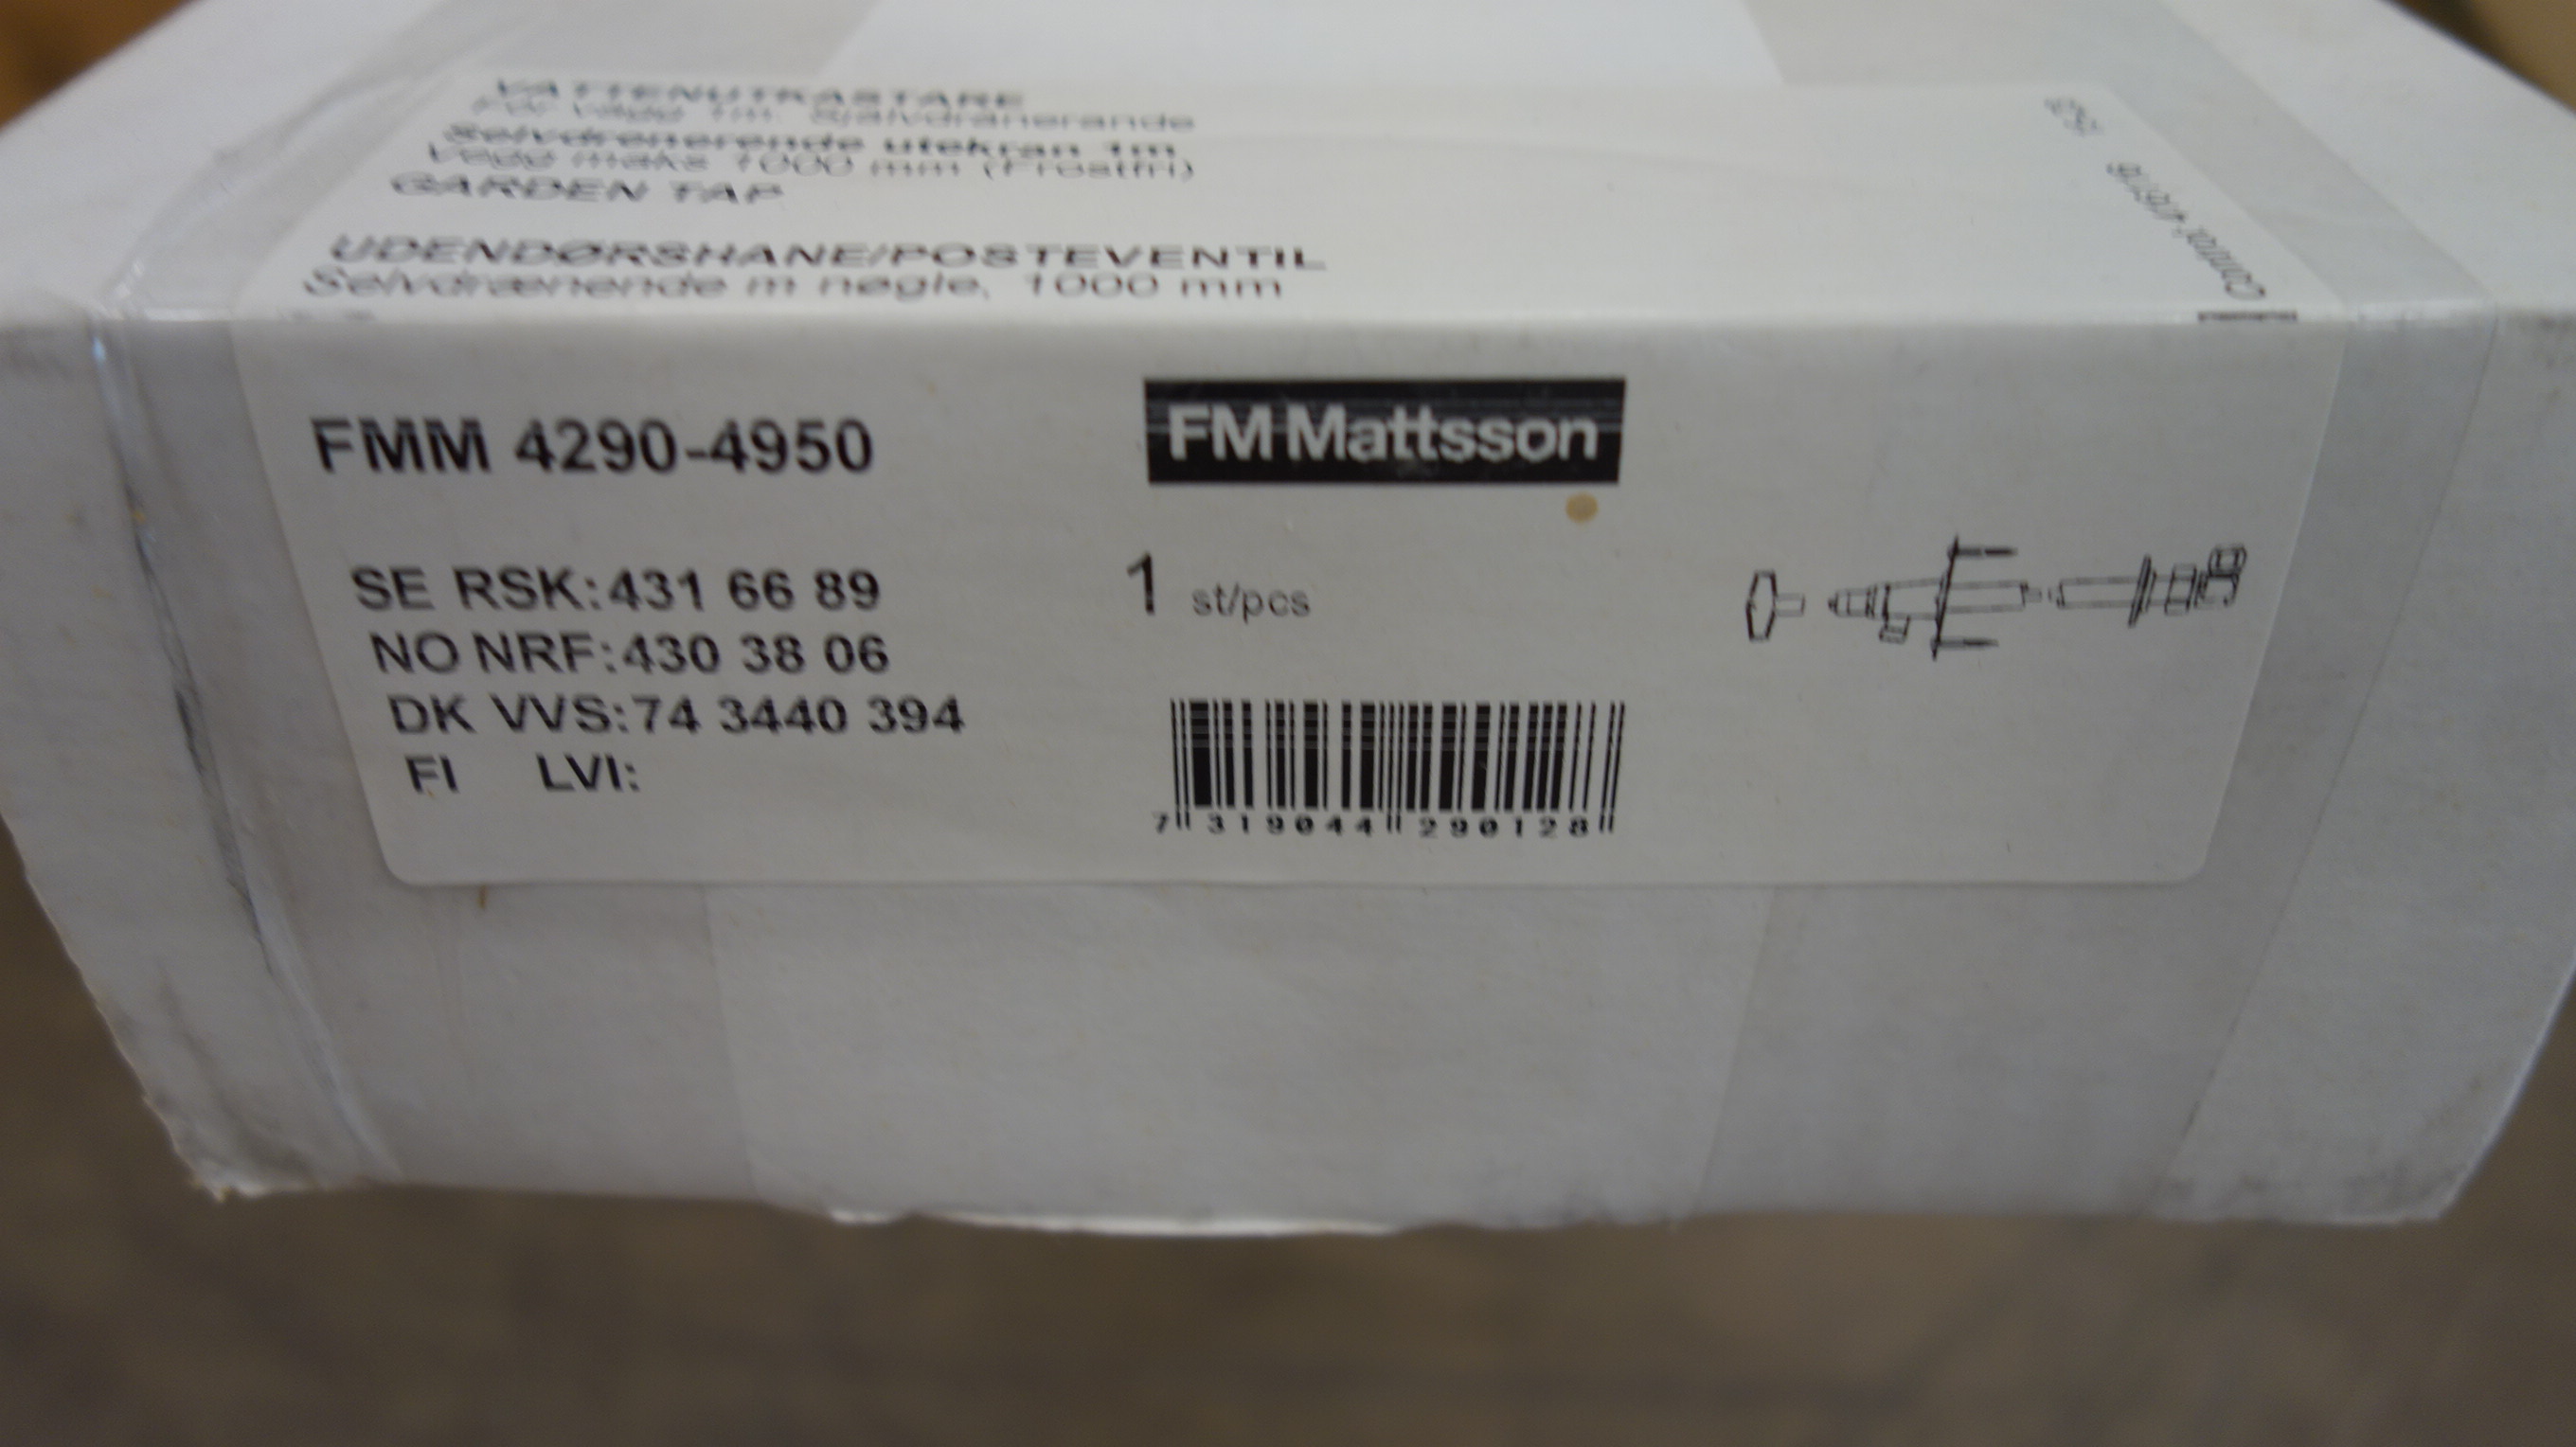 VATTENUTKASTARE
För vägg 1m. Självdränerande
Selvdrenerende utekran 1m
Vegg maks 1000 mm (Frostfri)
GARDEN TAP
UDENDØRSHANE/POSTEVENTIL
Selvdrænende m nøgle, 1000 mm
FMM 4290-4950
FM Mattsson
SE RSK:431 66 89
NO NRF:430 38 06
DK VVS:74 3440 394
FI LVI:
1 st/pcs
7 319044 290128